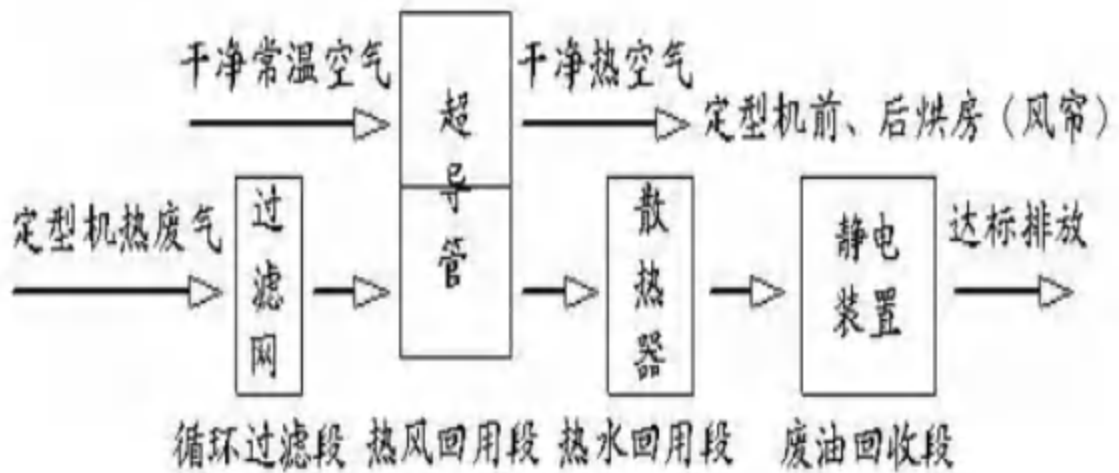 干净常温空气
超导管
干净热空气
定型机前、后烘房（风帘）
定型机热废气
过滤网
散热器
静电装置
达标排放
循环过滤段
热风回用段
热水回用段
废油回收段